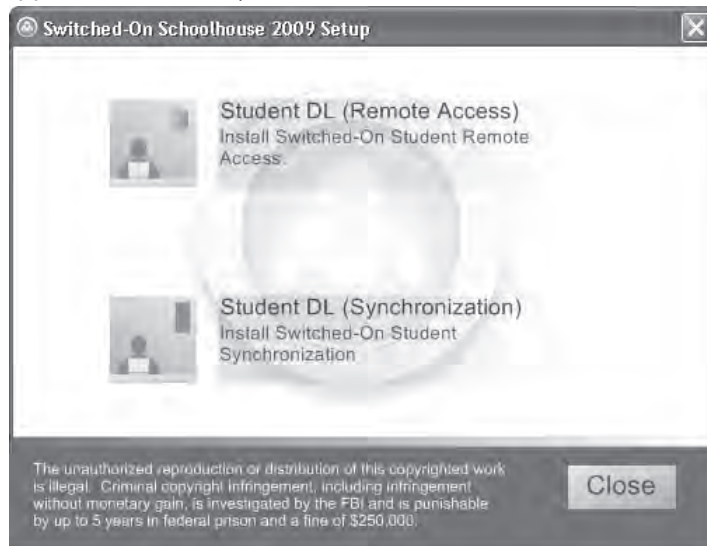 Switched-On Schoolhouse 2009 Setup
Student DL (Remote Access)
Install Switched-On Student Remote
Access.
Student DL (Synchronization)
Install Switched-On Student
Synchronization
The unauthorized reproduction or distribution of this copyrighted work
is illegal. Criminal copyright infringement, including infringement
without monetary gain, is investigated by the FBI and is punishable
by up to 5 years in federal prison and a fine of $250,000.
Close